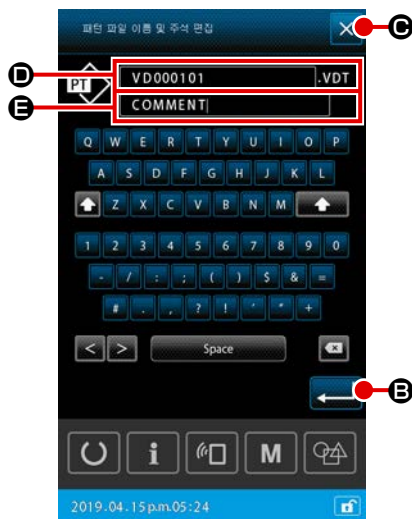 패턴 파일 이름 및 주석 편집 X C
D PT VD000101 .VDT
E COMMENT
Q W E R T Y U I O P
A S D F G H J K L
Z X C V B N M
1 2 3 4 5 6 7 8 9 0
- / : ; ( ) $ & =
# . , ? ! ' " +
< > Space
B
i M
2019.04.15 p.m.05:24